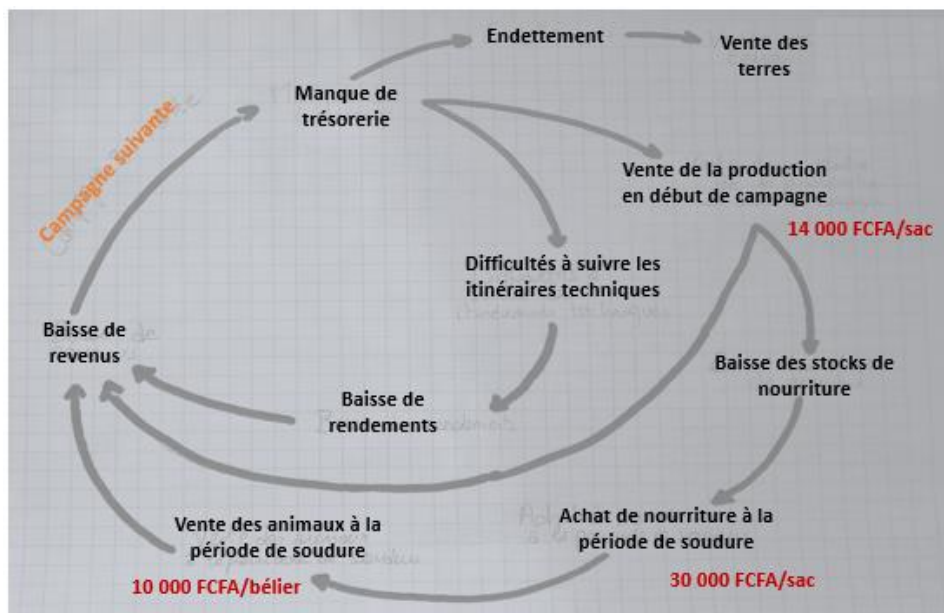 Endettement
Vente des
terres
Manque de
trésorerie
Campagne suivante
Vente de la production
en début de campagne
14 000 FCFA/sac
Difficultés à suivre les
itinéraires techniques
Baisse de
revenus
Baisse des stocks de
nourriture
Baisse de
rendements
Achat de nourriture à la
période de soudure
30 000 FCFA/sac
Vente des animaux à la
période de soudure
10 000 FCFA/bélier